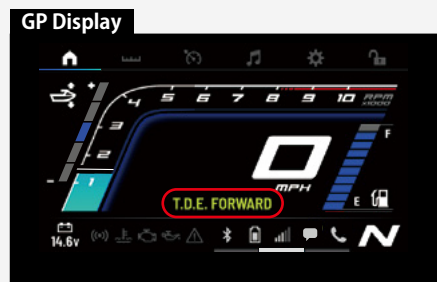 GP Display
+
4 5 6 7 8 9 10 RPM
x1000
3
2
1
-
0
MPH
F
E
T.D.E. FORWARD
14.6v
N